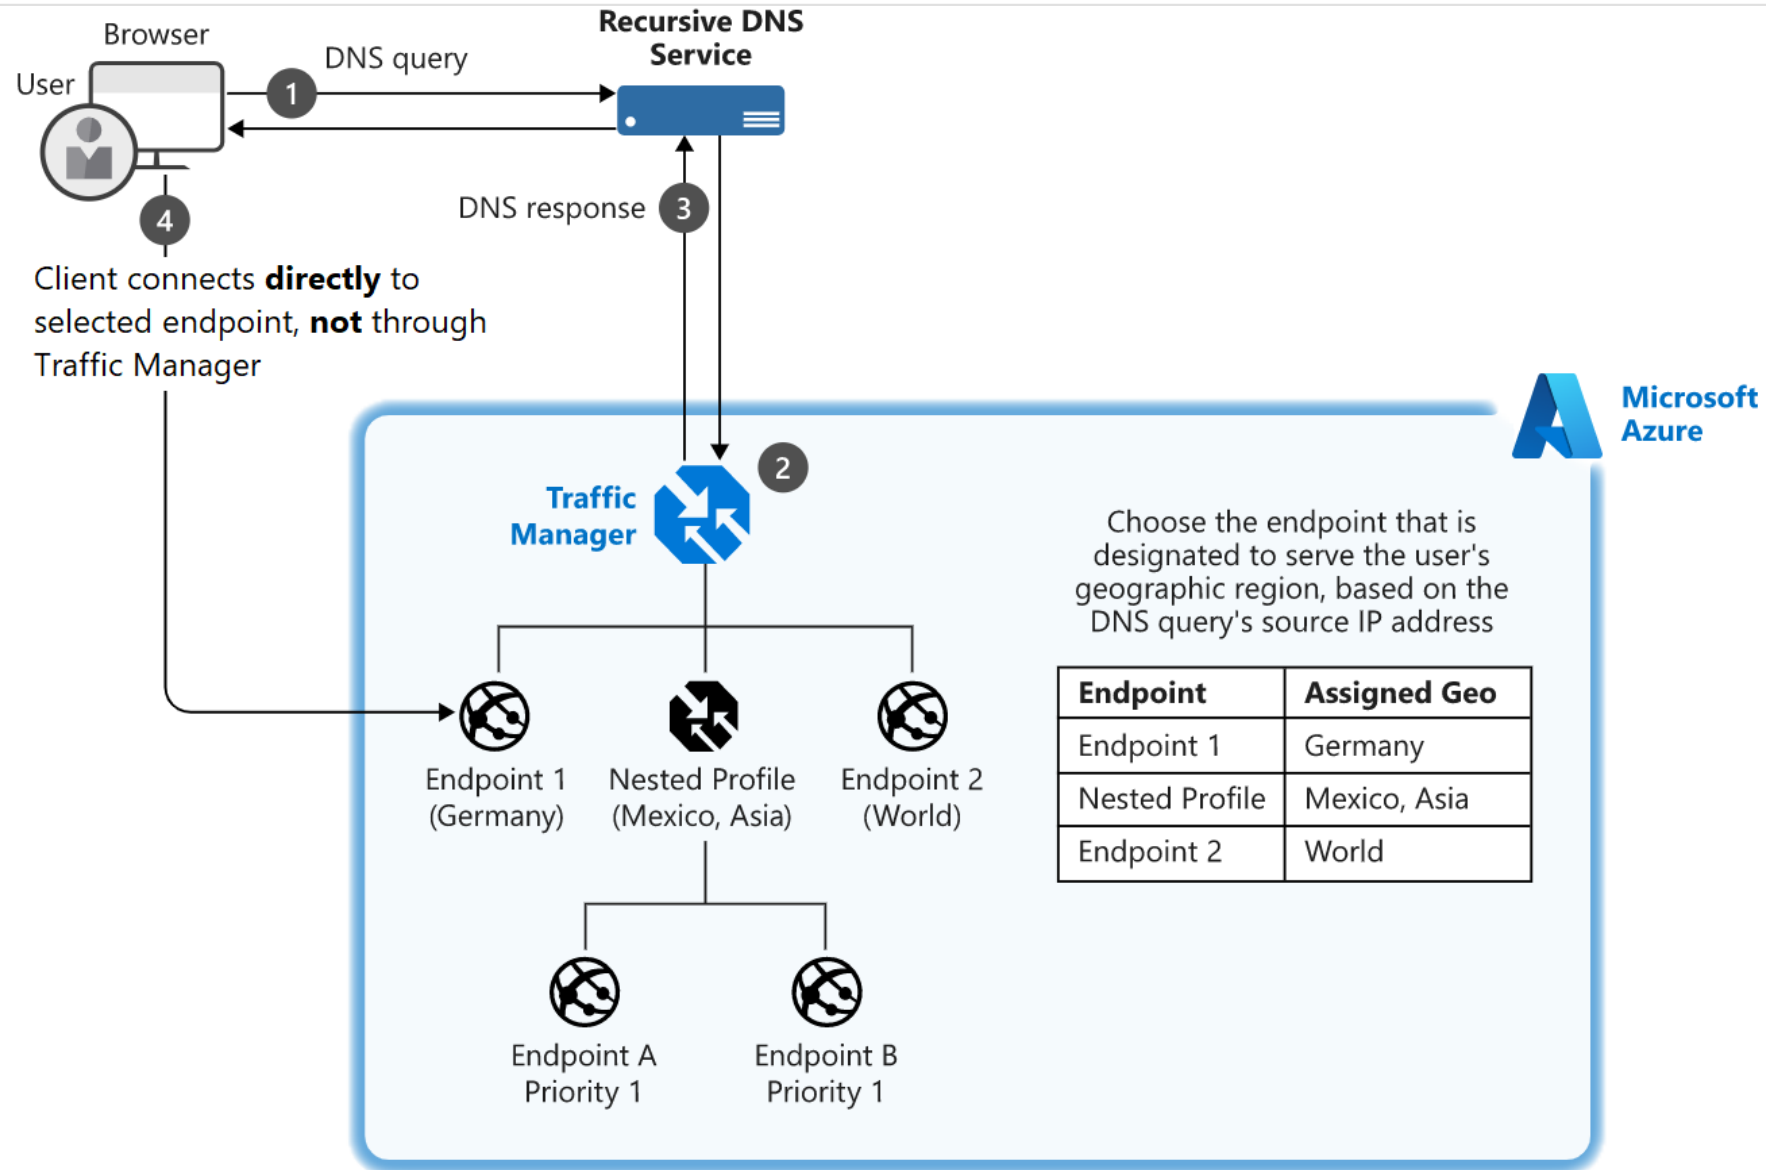 Browser
User
DNS query
1
Recursive DNS
Service
DNS response
3
4
Client connects directly to
selected endpoint, not through
Traffic Manager
Microsoft
Azure
2
Traffic
Manager
Choose the endpoint that is
designated to serve the user's
geographic region, based on the
DNS query's source IP address
Endpoint Assigned Geo
Endpoint 1 Germany
Nested Profile Mexico, Asia
Endpoint 2 World
Endpoint 1
(Germany)
Nested Profile
(Mexico, Asia)
Endpoint 2
(World)
Endpoint A
Priority 1
Endpoint B
Priority 1